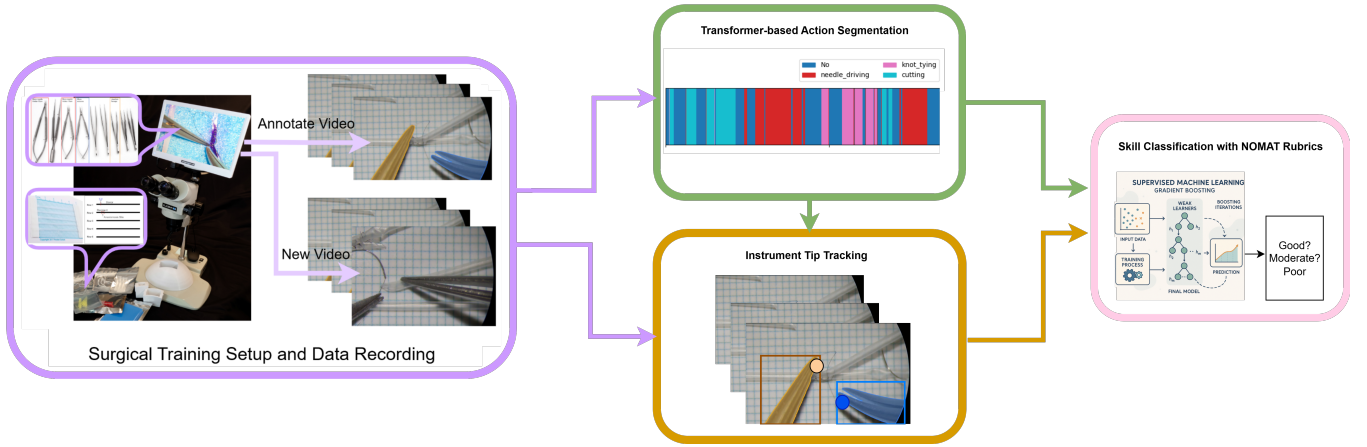 Annotate Video
New Video
Surgical Training Setup and Data Recording
Transformer-based Action Segmentation
No
knot_tying
needle_driving
cutting
Instrument Tip Tracking
Skill Classification with NOMAT Rubrics
SUPERVISED MACHINE LEARNING
GRADIENT BOOSTING
WEAK
LEARNERS
BOOSTING
ITERATIONS
INPUT DATA
TRAINING
PROCESS
PREDICTION
FINAL MODEL
Good?
Moderate?
Poor